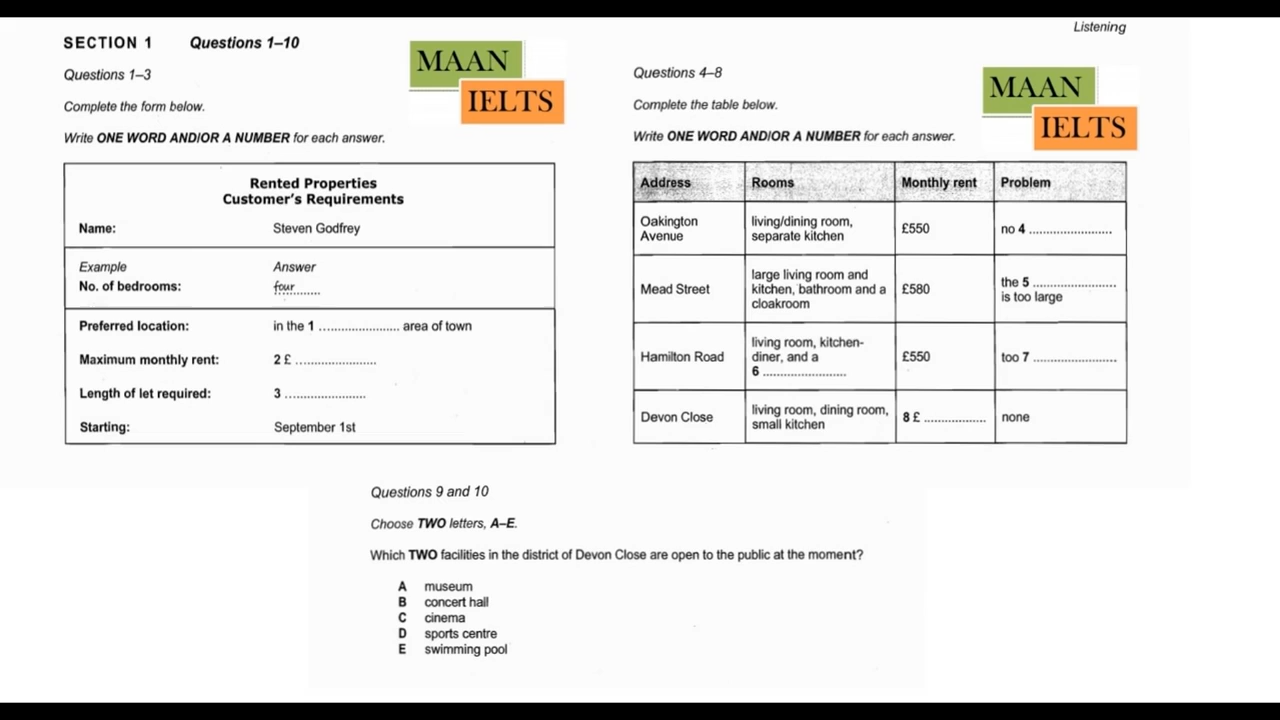 SECTION 1 Questions 1–10
MAAN
IELTS
Questions 1–3
Complete the form below.
Write ONE WORD AND/OR A NUMBER for each answer.
Rented Properties
Customer's Requirements
Name: Steven Godfrey
Example Answer
No. of bedrooms: four
Preferred location: in the 1 ...................... area of town
Maximum monthly rent: 2 £ ......................
Length of let required: 3 ......................
Starting: September 1st
Listening
MAAN
IELTS
Questions 4–8
Complete the table below.
Write ONE WORD AND/OR A NUMBER for each answer.
Address Rooms Monthly rent Problem
Oakington Avenue living/dining room, separate kitchen £550 no 4 ......................
Mead Street large living room and kitchen, bathroom and a cloakroom £580 the 5 ...................... is too large
Hamilton Road living room, kitchen-diner, and a 6 ...................... £550 too 7 ......................
Devon Close living room, dining room, small kitchen 8 £ ................ none
Questions 9 and 10
Choose TWO letters, A–E.
Which TWO facilities in the district of Devon Close are open to the public at the moment?
A museum
B concert hall
C cinema
D sports centre
E swimming pool